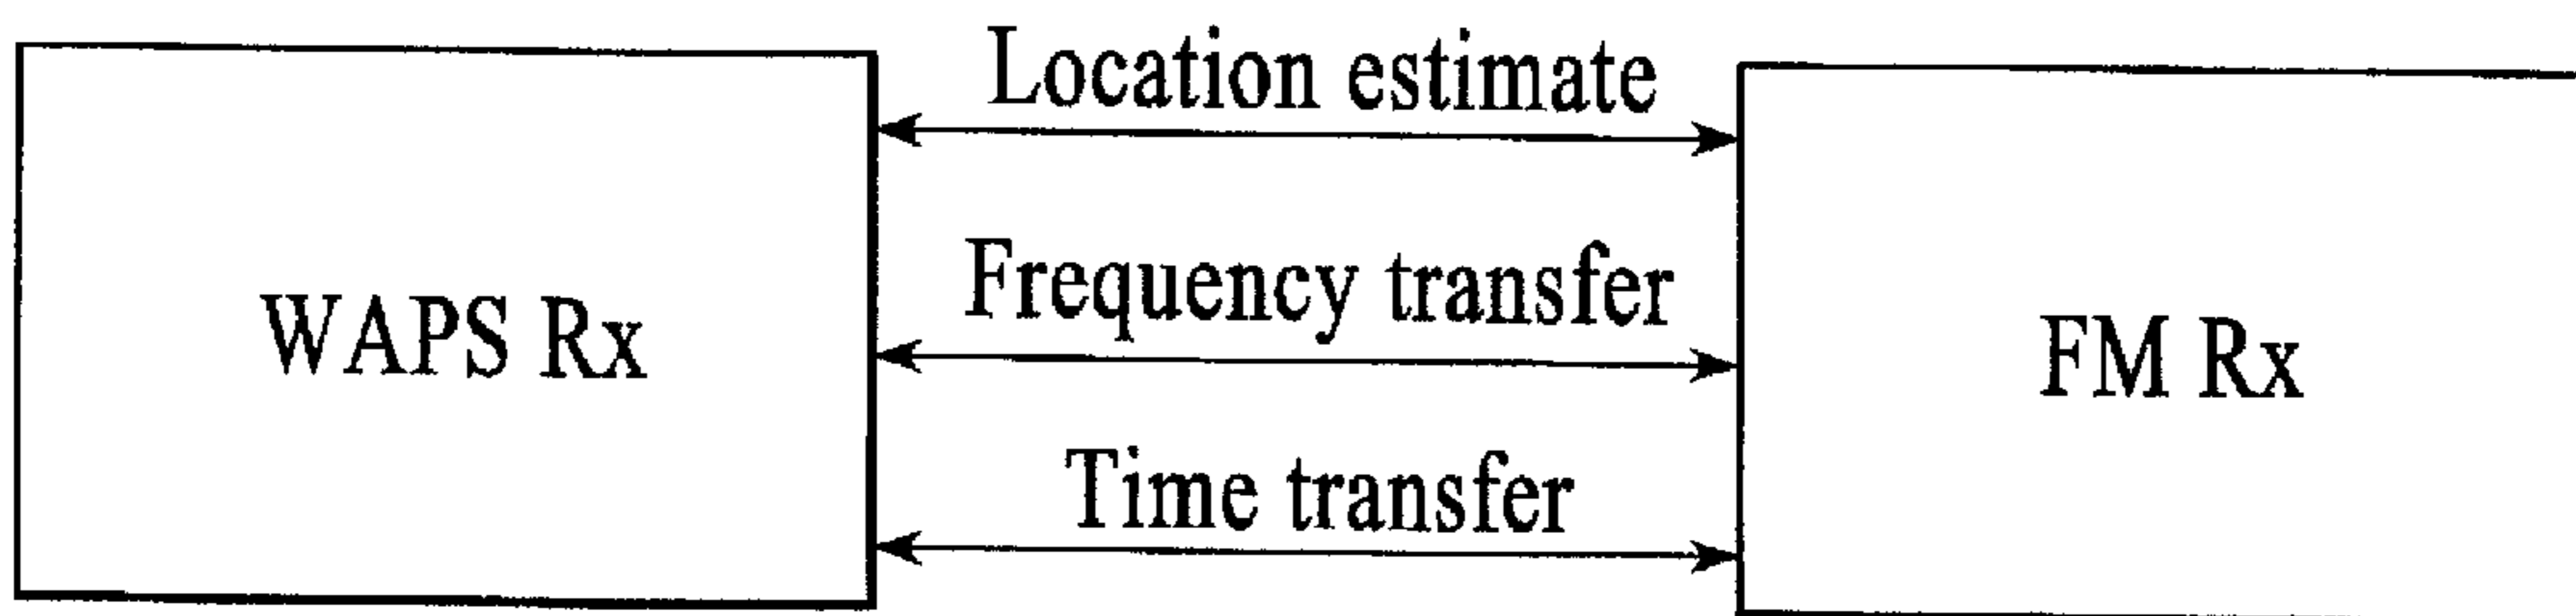 Location estimate
Frequency transfer
WAPS Rx
FM Rx
Time transfer